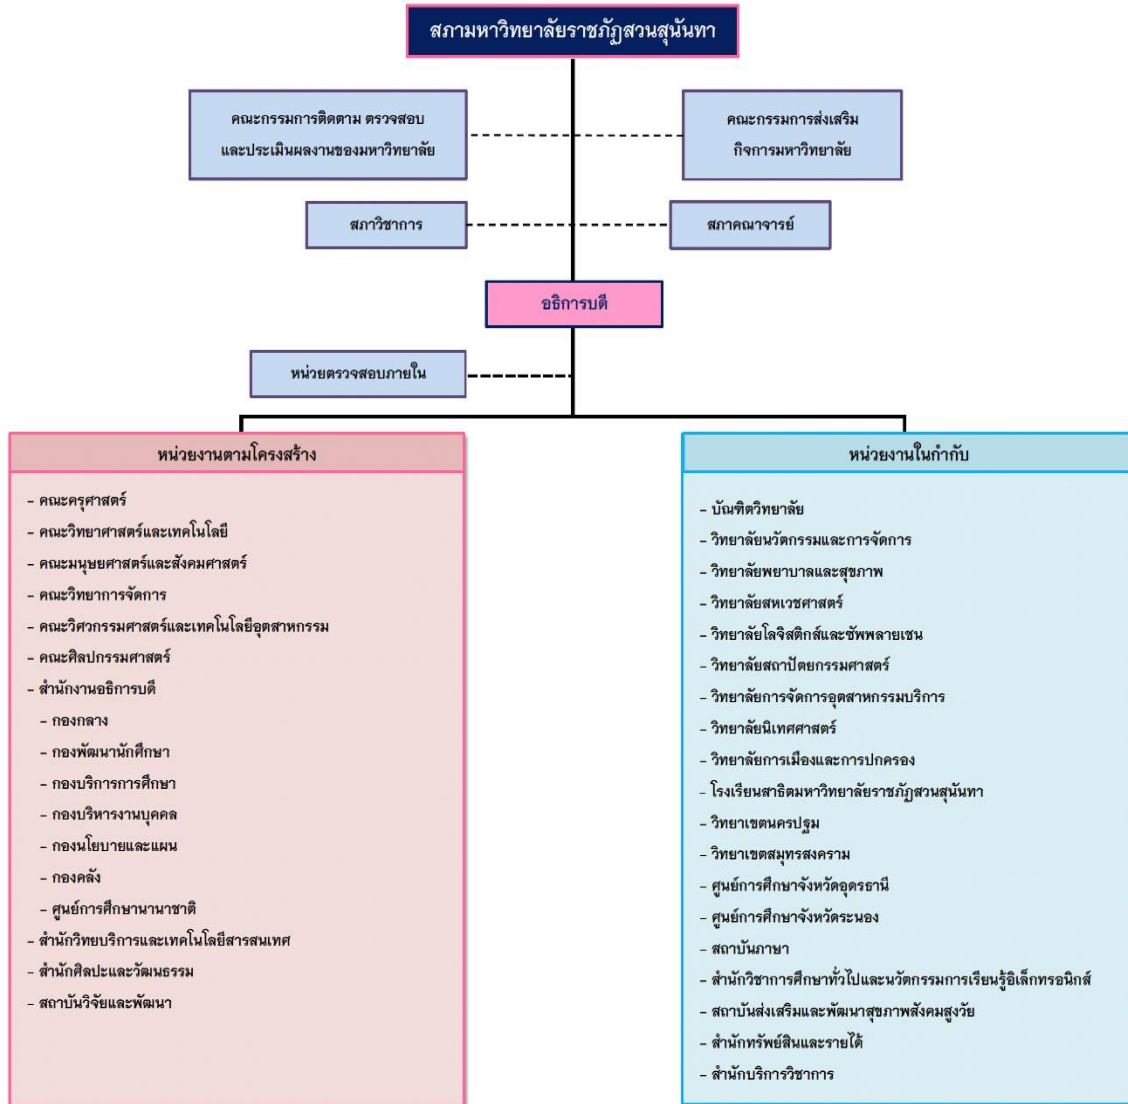 สภามหาวิทยาลัยราชภัฏสวนสุนันทา
คณะกรรมการติดตาม ตรวจสอบ
และประเมินผลงานของมหาวิทยาลัย
คณะกรรมการส่งเสริม
กิจการมหาวิทยาลัย
สภาวิชาการ
สภาคณาจารย์
อธิการบดี
หน่วยตรวจสอบภายใน
หน่วยงานตามโครงสร้าง
- คณะครุศาสตร์
- คณะวิทยาศาสตร์และเทคโนโลยี
- คณะมนุษยศาสตร์และสังคมศาสตร์
- คณะวิทยาการจัดการ
- คณะวิศวกรรมศาสตร์และเทคโนโลยีอุตสาหกรรม
- คณะศิลปกรรมศาสตร์
- สำนักงานอธิการบดี
- กองกลาง
- กองพัฒนานักศึกษา
- กองบริการการศึกษา
- กองบริหารงานบุคคล
- กองนโยบายและแผน
- กองคลัง
- ศูนย์การศึกษานานาชาติ
- สำนักวิทยบริการและเทคโนโลยีสารสนเทศ
- สำนักศิลปะและวัฒนธรรม
- สถาบันวิจัยและพัฒนา
หน่วยงานในกำกับ
- บัณฑิตวิทยาลัย
- วิทยาลัยนวัตกรรมและการจัดการ
- วิทยาลัยพยาบาลและสุขภาพ
- วิทยาลัยสหเวชศาสตร์
- วิทยาลัยโลจิสติกส์และซัพพลายเชน
- วิทยาลัยสถาปัตยกรรมศาสตร์
- วิทยาลัยการจัดการอุตสาหกรรมบริการ
- วิทยาลัยนิเทศศาสตร์
- วิทยาลัยการเมืองและการปกครอง
- โรงเรียนสาธิตมหาวิทยาลัยราชภัฏสวนสุนันทา
- วิทยาเขตนครปฐม
- วิทยาเขตสมุทรสงคราม
- ศูนย์การศึกษาจังหวัดอุดรธานี
- ศูนย์การศึกษาจังหวัดระนอง
- สถาบันภาษา
- สำนักวิชาการศึกษาทั่วไปและนวัตกรรมการเรียนรู้อิเล็กทรอนิกส์
- สถาบันส่งเสริมและพัฒนาสุขภาพสังคมสูงวัย
- สำนักทรัพย์สินและรายได้
- สำนักบริการวิชาการ